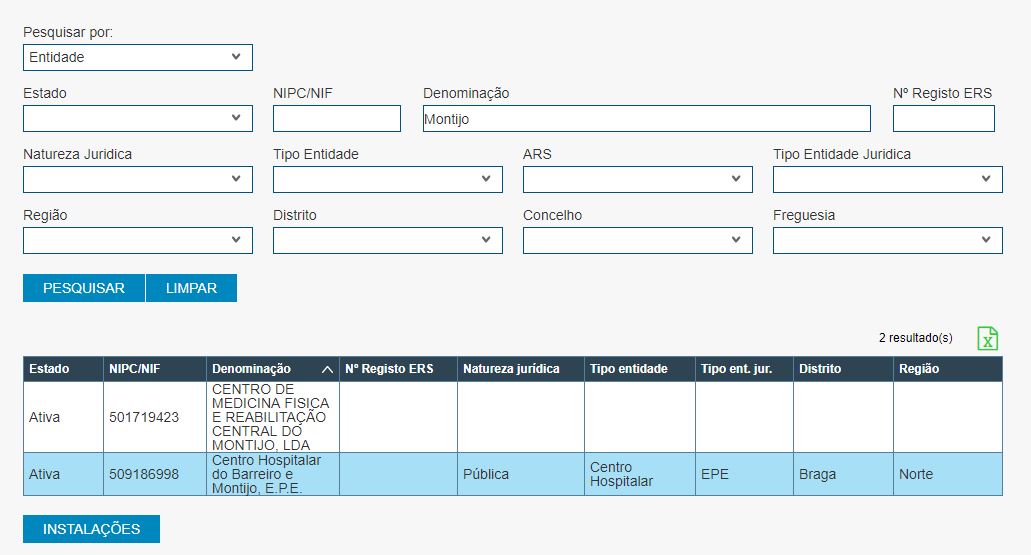 Pesquisar por:
Entidade
Estado NIPC/NIF Denominação Nº Registo ERS
Montijo
Natureza Juridica Tipo Entidade ARS Tipo Entidade Juridica
Região Distrito Concelho Freguesia
PESQUISAR LIMPAR
2 resultado(s)
Estado NIPC/NIF Denominação Nº Registo ERS Natureza jurídica Tipo entidade Tipo ent. jur. Distrito Região
CENTRO DE
MEDICINA FISICA
Ativa 501719423 E REABILITAÇÃO
CENTRAL DO
MONTIJO, LDA
Centro Hospitalar
Ativa 509186998 do Barreiro e Pública Centro Hospitalar EPE Braga Norte
Montijo, E.P.E.
INSTALAÇÕES